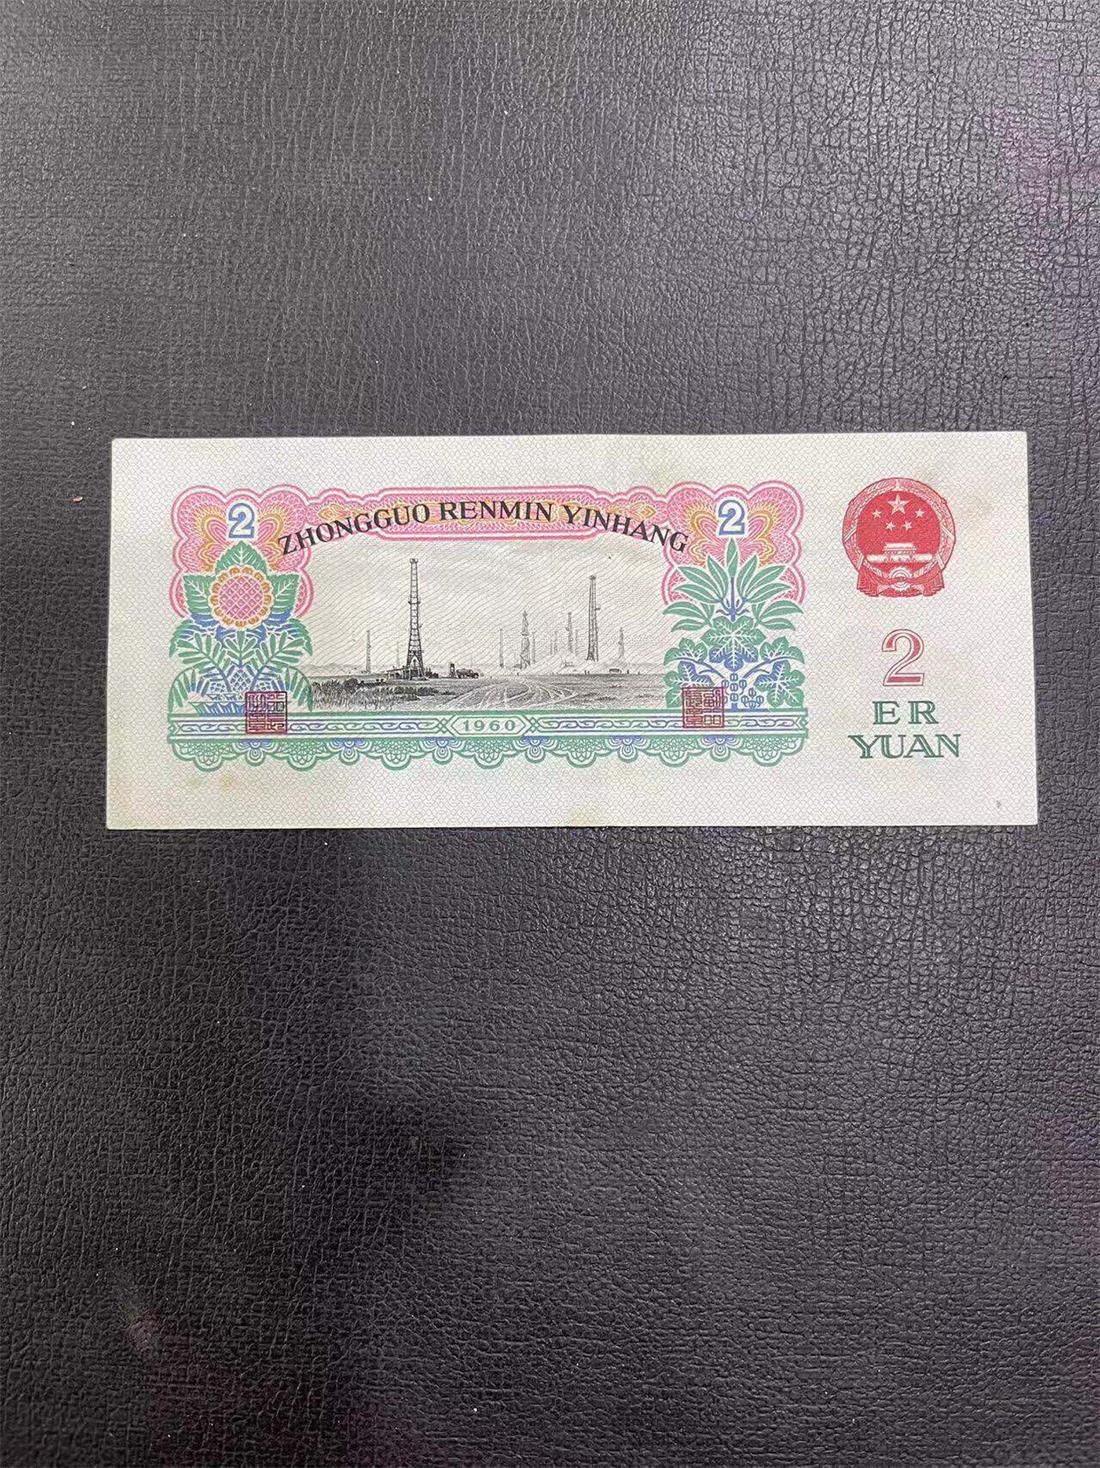 ZHONGGUO RENMIN YINHANG
2
2
1960
2
ER
YUAN